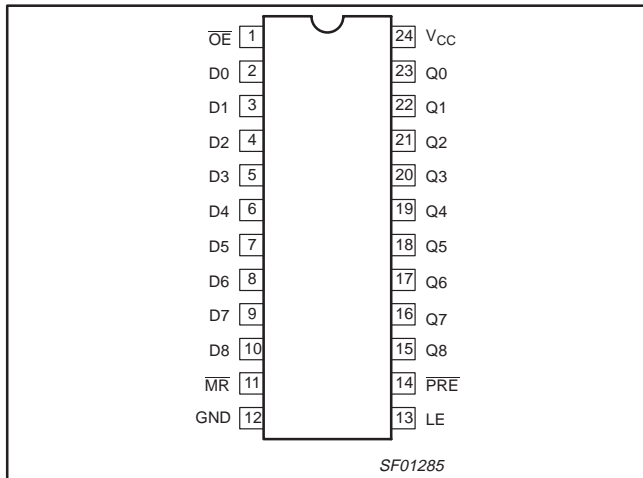 OE 1 24 VCC
D0 2 23 Q0
D1 3 22 Q1
D2 4 21 Q2
D3 5 20 Q3
D4 6 19 Q4
D5 7 18 Q5
D6 8 17 Q6
D7 9 16 Q7
D8 10 15 Q8
MR 11 14 PRE
GND 12 13 LE
SF01285